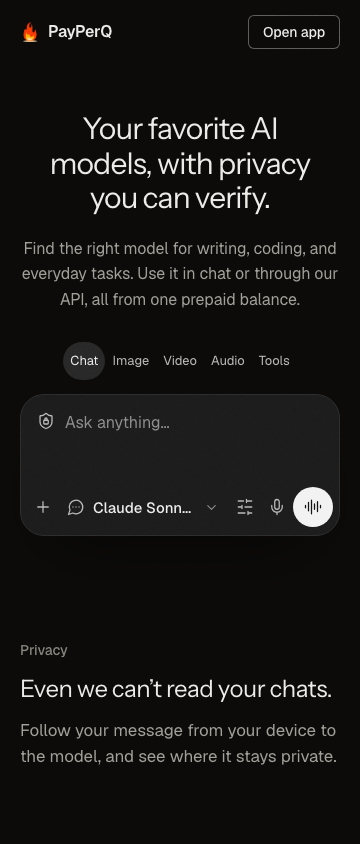 PayPerQ
Open app
Your favorite AI
models, with privacy
you can verify.
Find the right model for writing, coding, and
everyday tasks. Use it in chat or through our
API, all from one prepaid balance.
Chat Image Video Audio Tools
Ask anything...
Claude Sonn...
Privacy
Even we can’t read your chats.
Follow your message from your device to
the model, and see where it stays private.